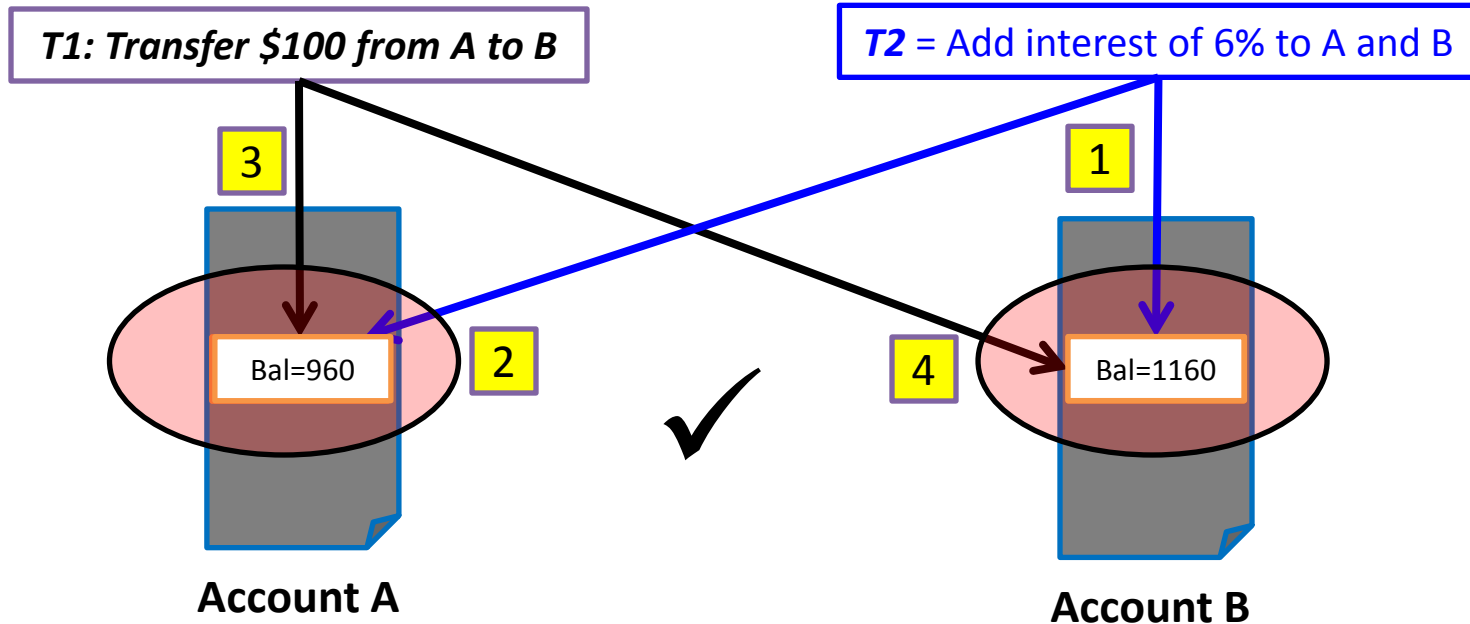 T1: Transfer $100 from A to B
T2 = Add interest of 6% to A and B
3
1
Bal=960
2
4
Bal=1160
Account A
Account B